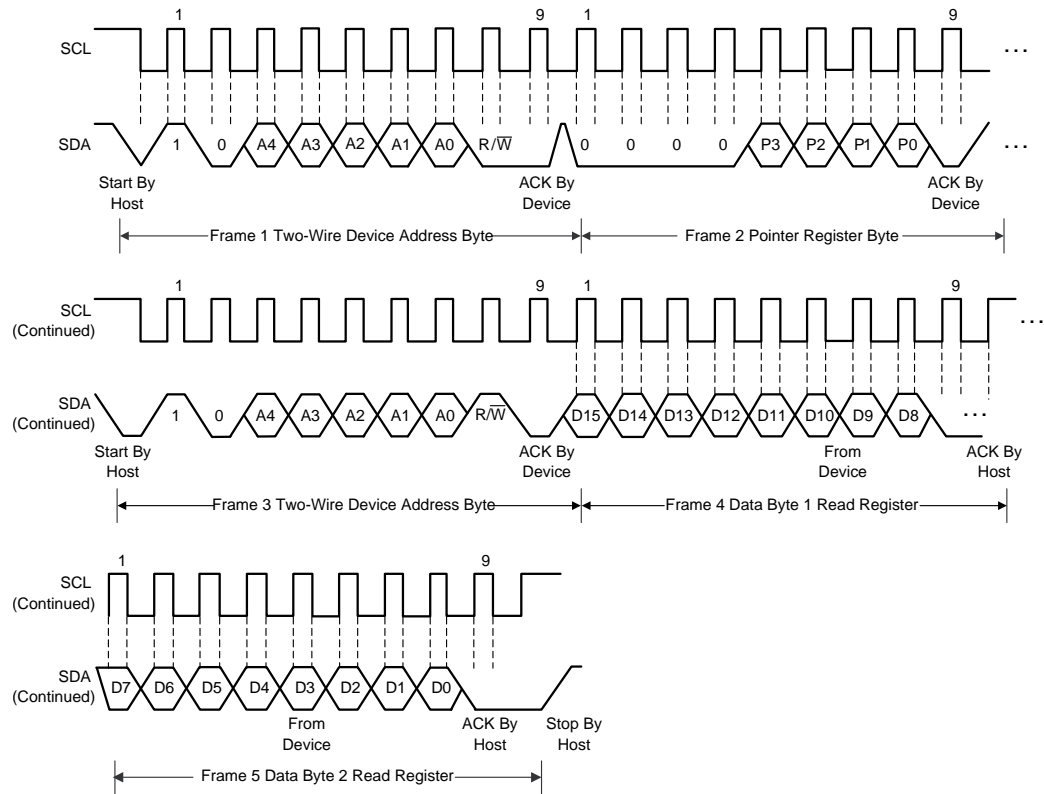 1 9 1 9
SCL ...
SDA 1 0 A4 A3 A2 A1 A0 R/W̅ 0 0 0 0 P3 P2 P1 P0 ...
Start By Host ACK By Device ACK By Device
Frame 1 Two-Wire Device Address Byte Frame 2 Pointer Register Byte
1 9 1 9
SCL (Continued) ...
SDA (Continued) 1 0 A4 A3 A2 A1 A0 R/W̅ D15 D14 D13 D12 D11 D10 D9 D8 ...
Start By Host ACK By Device From Device ACK By Host
Frame 3 Two-Wire Device Address Byte Frame 4 Data Byte 1 Read Register
1 9
SCL (Continued)
SDA (Continued) D7 D6 D5 D4 D3 D2 D1 D0
From Device ACK By Host Stop By Host
Frame 5 Data Byte 2 Read Register